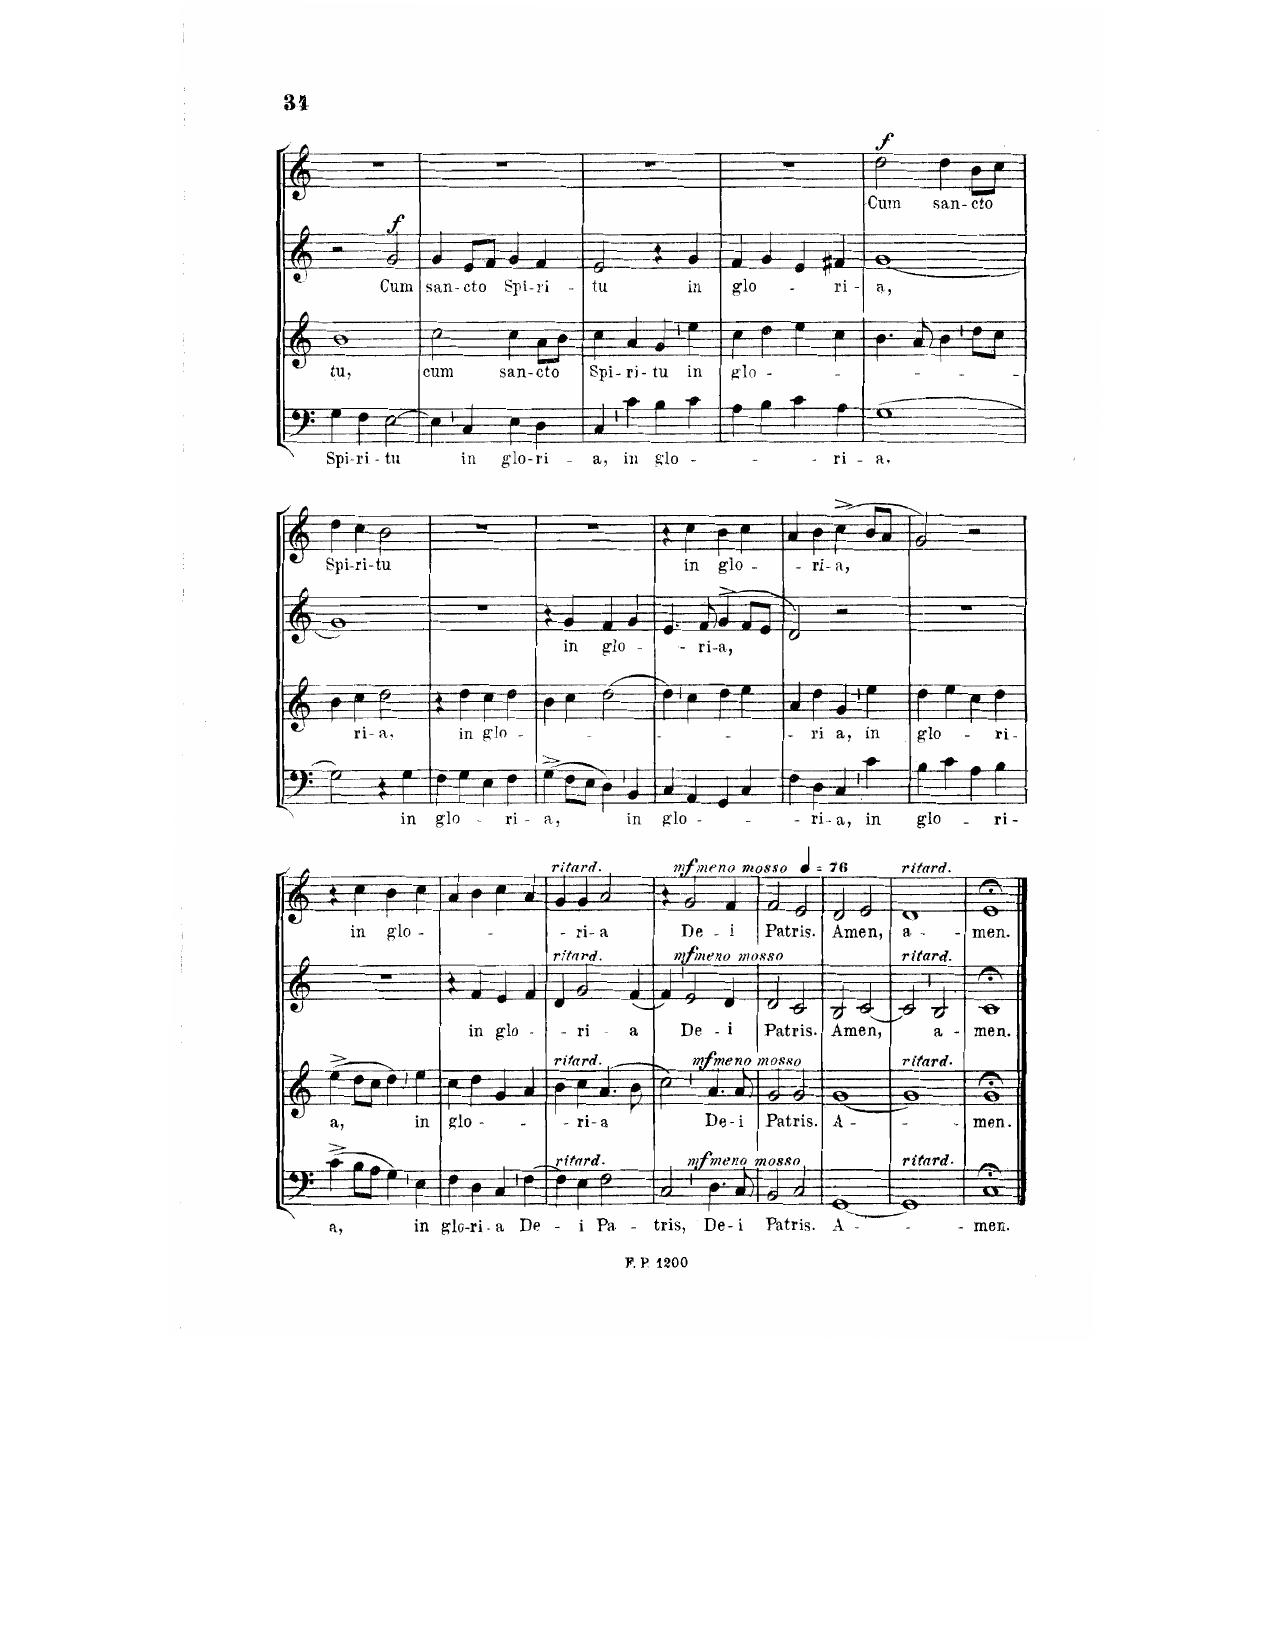 34
f
Cum san-cto
f
Cum san-cto Spi-ri - tu in glo - ri - a,
tu, cum san-cto Spi-ri-tu in glo - - - - -
Spi-ri-tu in glo-ri - a, in glo - - - ri - a.
Spi-ri-tu in glo - - ri-a,
in glo - - ri-a,
ri-a, in glo - - - - - ri a, in glo - ri -
in glo - ri - a, in glo - - - ri-a, in glo - ri -
ritard. mf meno mosso ♩ = 76 ritard.
in glo - - - ri-a De - i Patris. Amen, a - - men.
ritard. mf meno mosso ritard.
in glo - - ri - a De - i Patris. Amen, a - men.
ritard. mf meno mosso ritard.
a, in glo - - - ri-a De-i Patris. A - - - men.
ritard. mf meno mosso ritard.
a, in glo-ri-a De - i Pa - tris, De-i Patris. A - - - men.
F. P. 1200